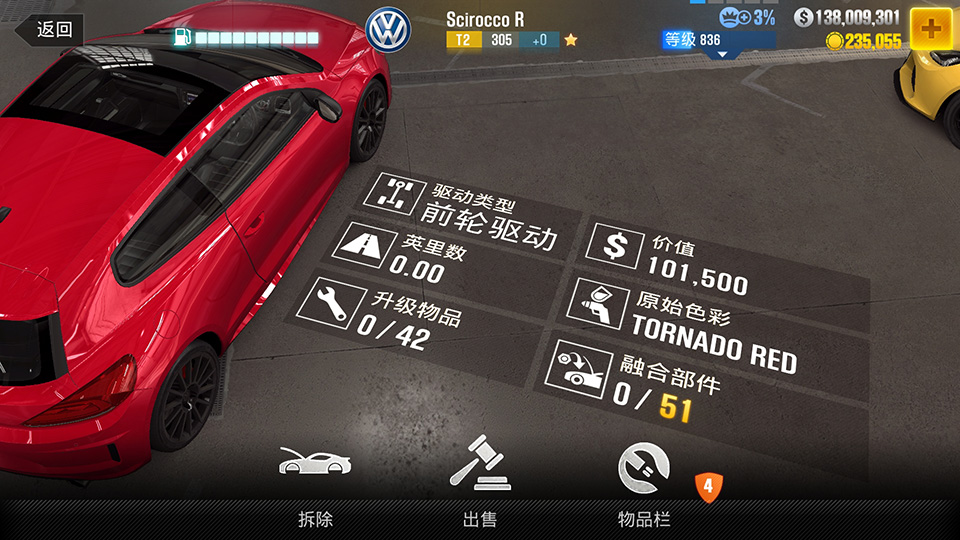 返回
Scirocco R
T2 305 +0
3%
138,009,301
等级 836
235,055
驱动类型
前轮驱动
英里数
0.00
升级物品
0/42
价值
101,500
原始色彩
TORNADO RED
融合部件
0/51
拆除
出售
物品栏
4